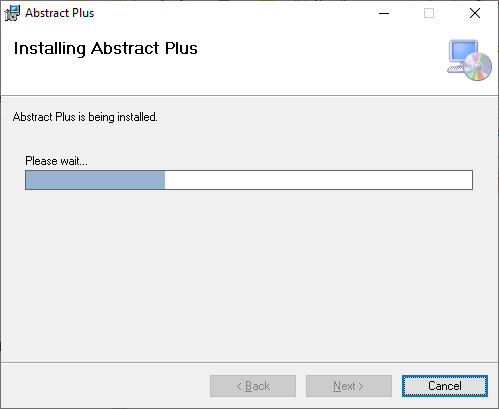 Abstract Plus
Installing Abstract Plus
Abstract Plus is being installed.
Please wait...
< Back
Next >
Cancel